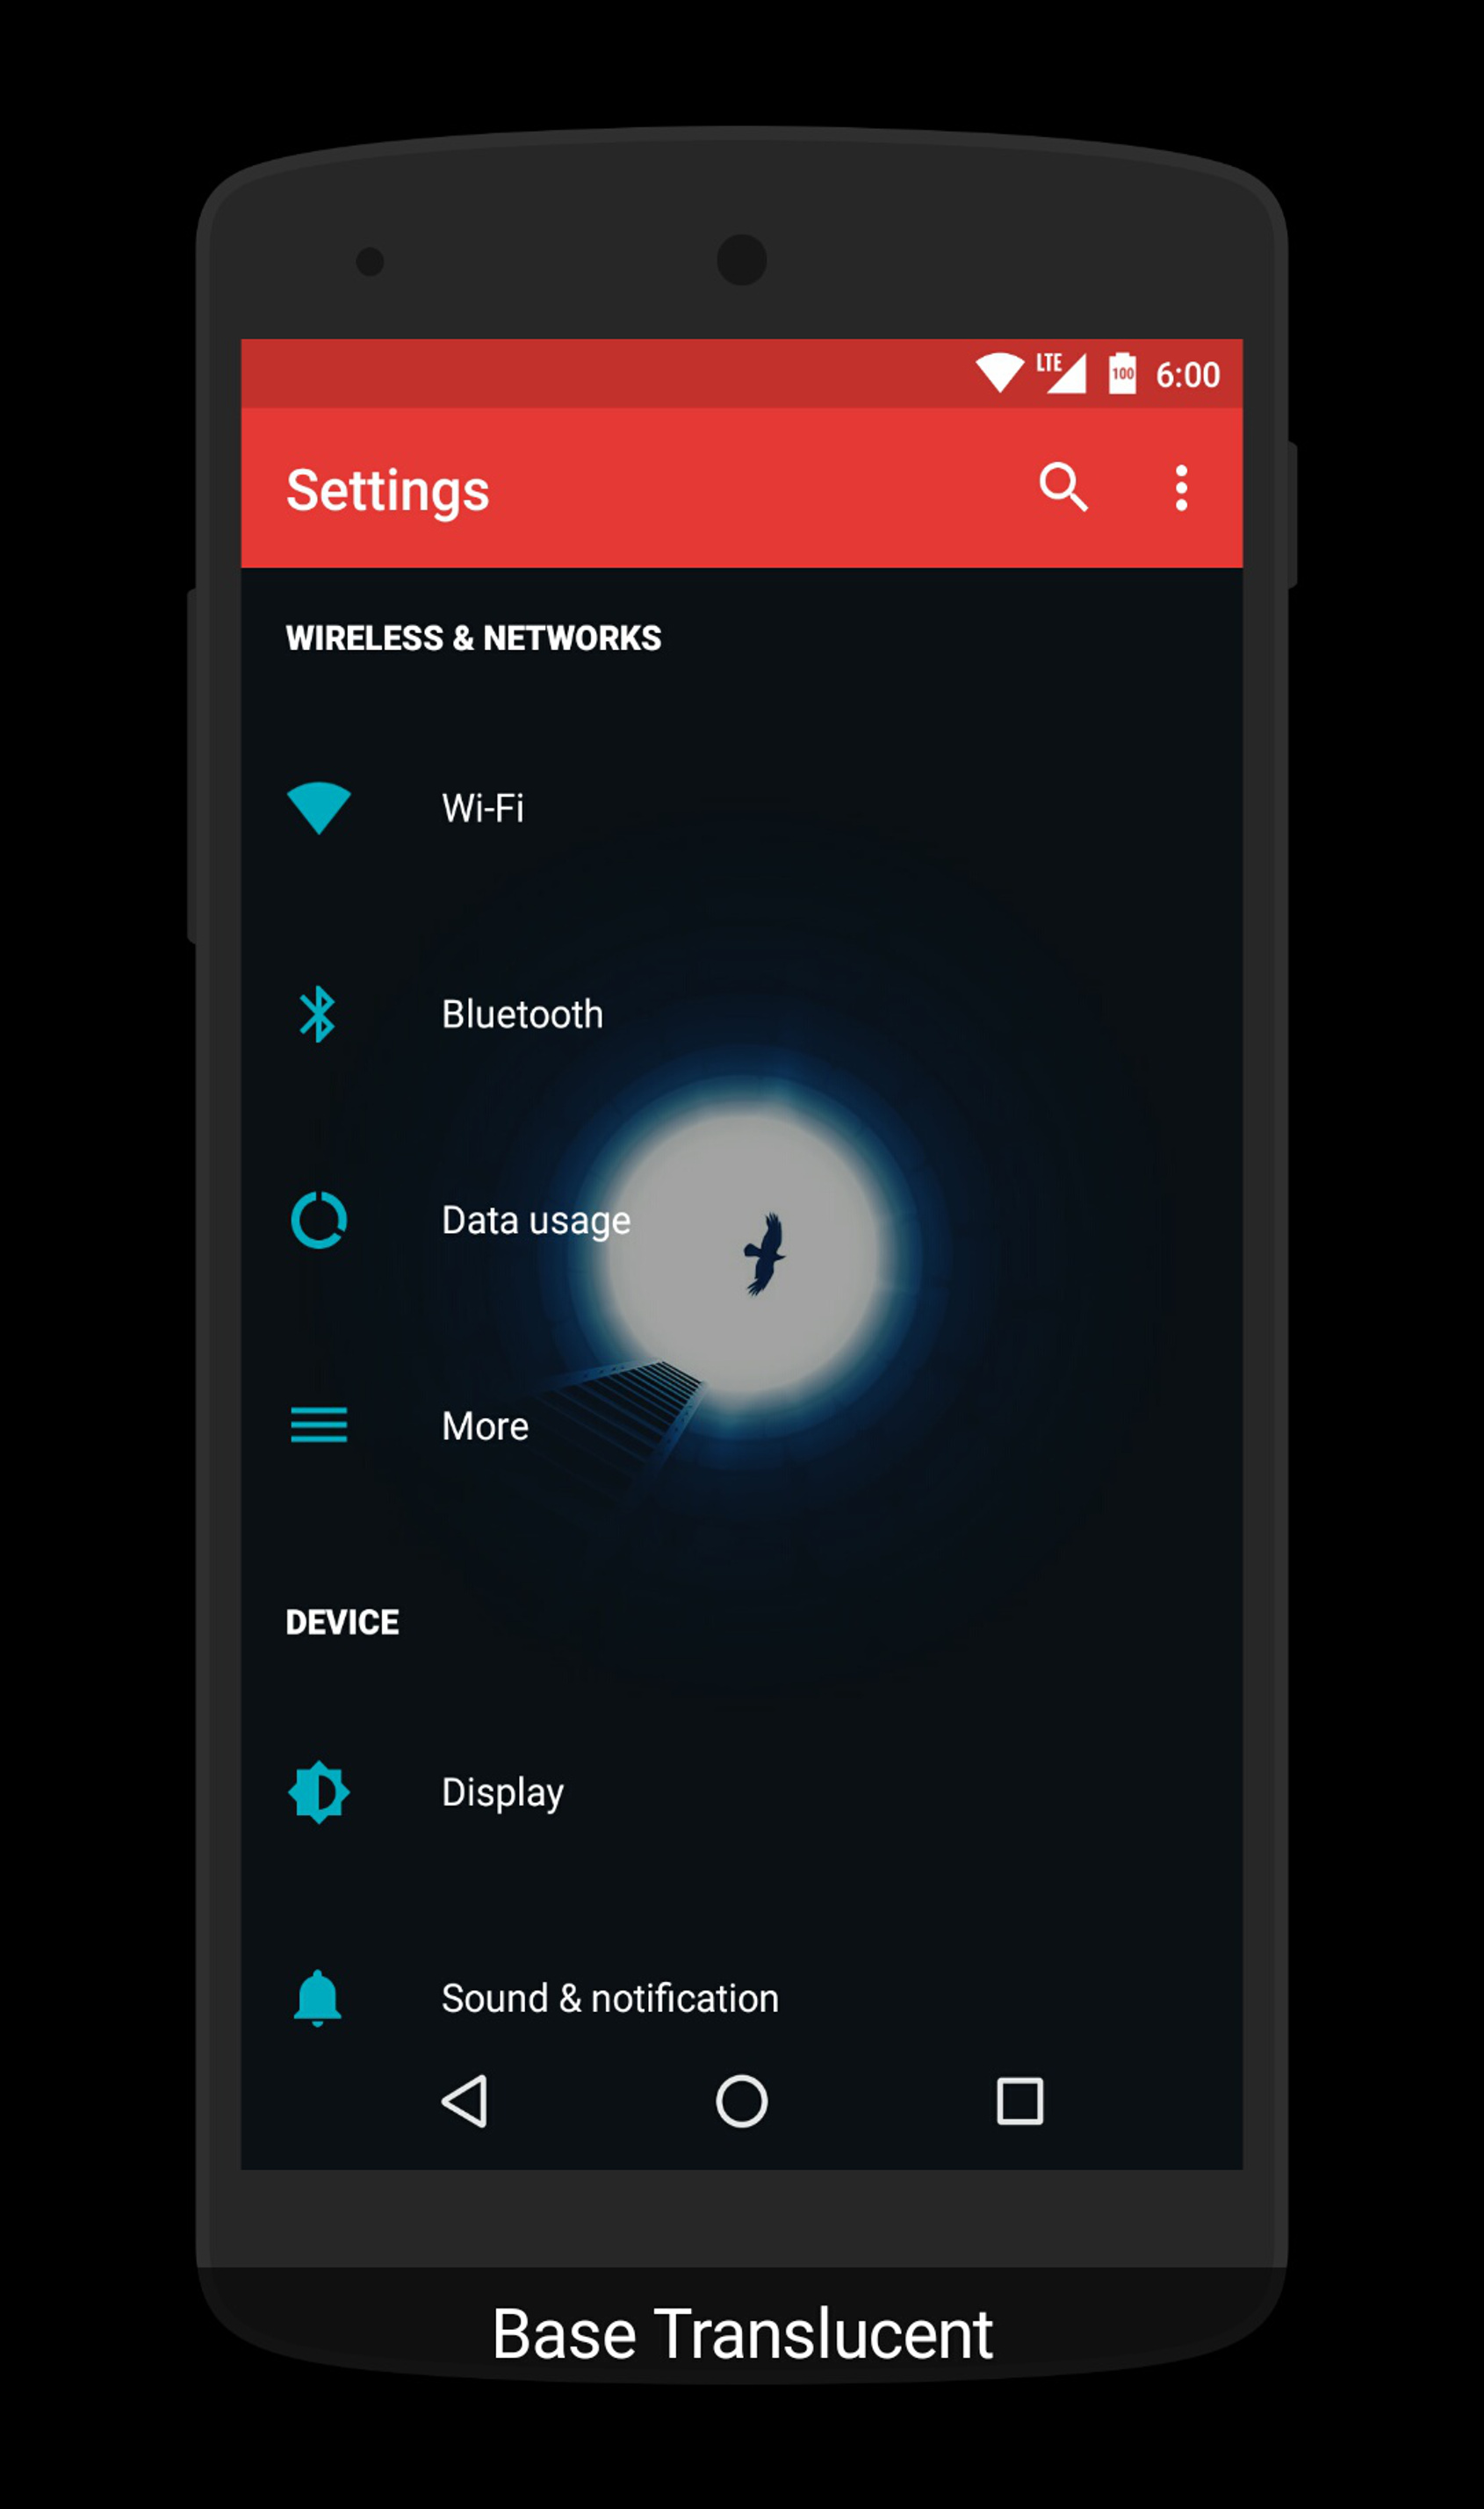 LTE 100 6:00
Settings
WIRELESS & NETWORKS
Wi-Fi
Bluetooth
Data usage
More
DEVICE
Display
Sound & notification
Base Translucent